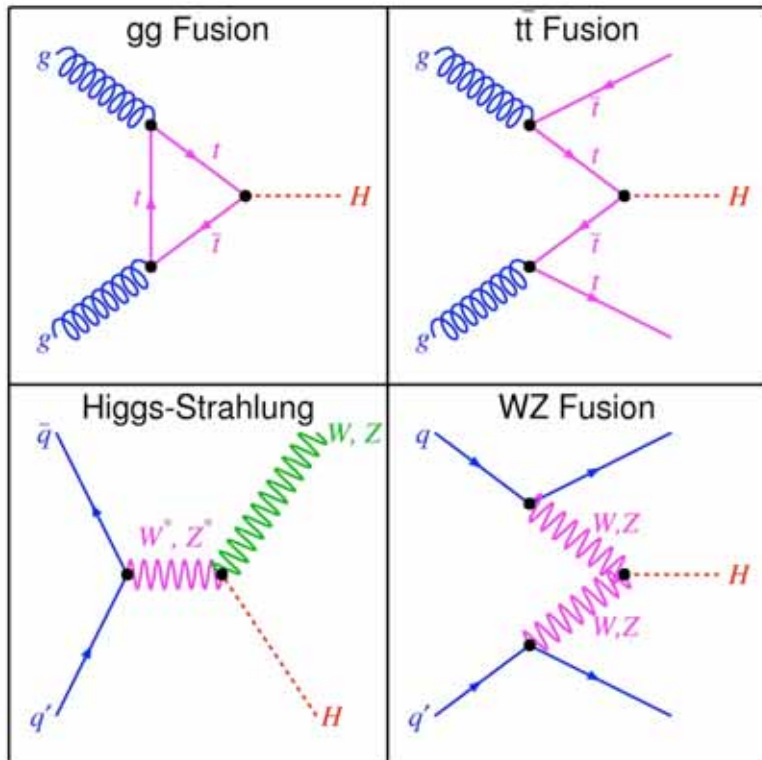 gg Fusion
g
t
t
t̄
H
g
tt̄ Fusion
g
t̄
t
H
t̄
t
g
Higgs-Strahlung
q̄
W, Z
W*, Z*
q′
H
WZ Fusion
q
W,Z
H
W,Z
q′